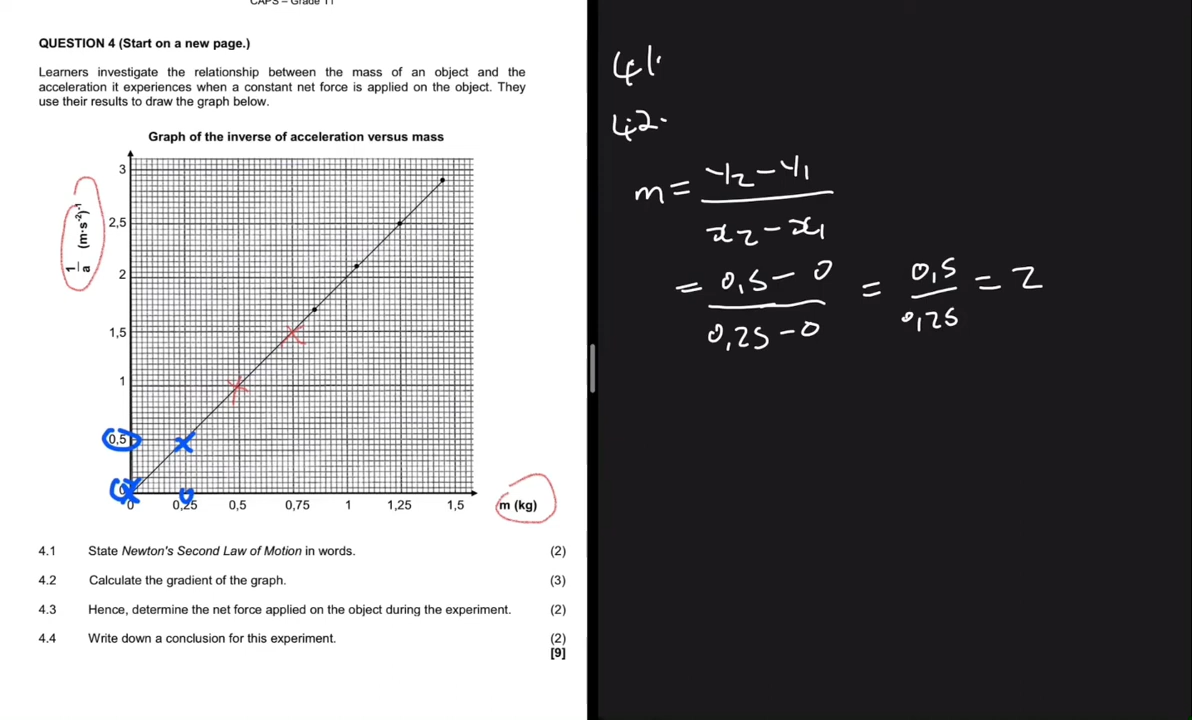 CAPS – Grade 11
QUESTION 4 (Start on a new page.)
Learners investigate the relationship between the mass of an object and the
acceleration it experiences when a constant net force is applied on the object. They
use their results to draw the graph below.
Graph of the inverse of acceleration versus mass
3
2,5
2
1,5
1
0,5
0
1/a (m·s⁻²)⁻¹
0 0,25 0,5 0,75 1 1,25 1,5 m (kg)
4.1 State Newton's Second Law of Motion in words. (2)
4.2 Calculate the gradient of the graph. (3)
4.3 Hence, determine the net force applied on the object during the experiment. (2)
4.4 Write down a conclusion for this experiment. (2)
[9]
4.1.
4.2.
m = y₂ – y₁ / x₂ – x₁
= 0,5 – 0 / 0,25 – 0 = 0,5 / 0,25 = 2